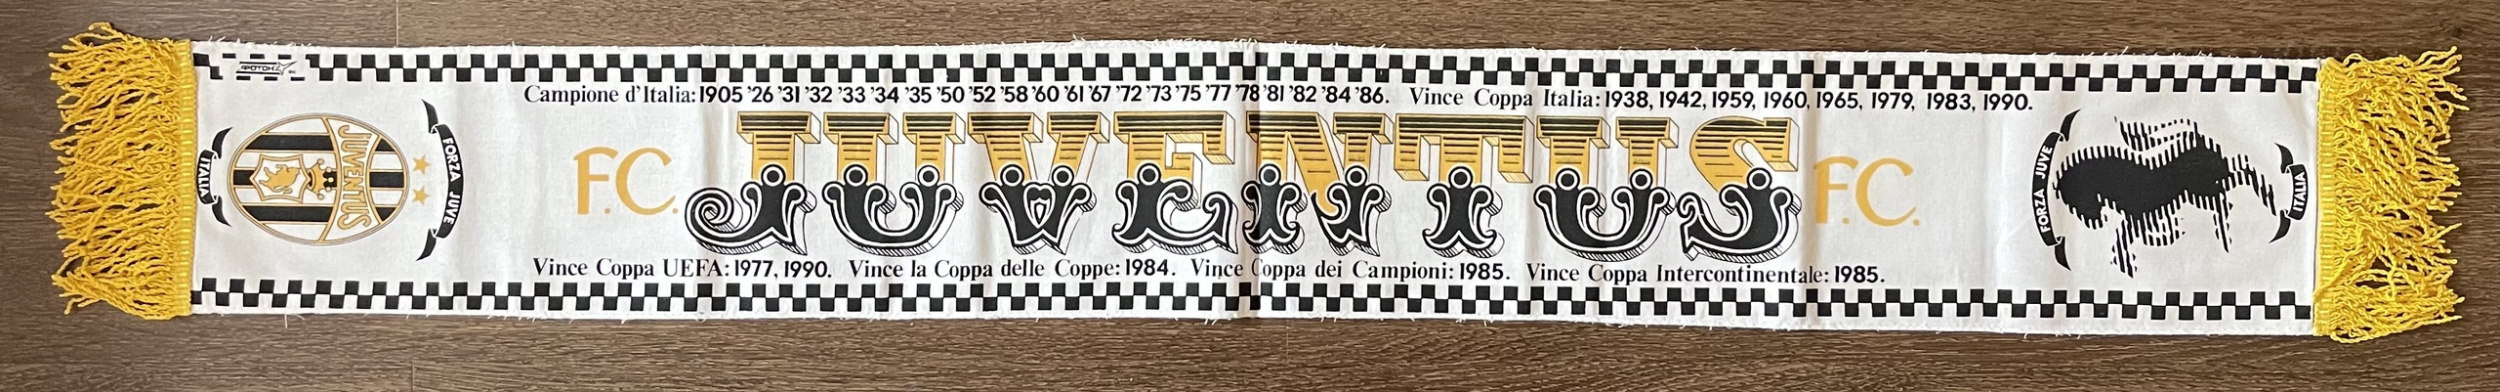 ФОТОН
Campione d'Italia: 1905 '26 '31 '32 '33 '34 '35 '50 '52 '58 '60 '61 '67 '72 '73 '75 '77 '78 '81 '82 '84 '86. Vince Coppa Italia: 1938, 1942, 1959, 1960, 1965, 1979, 1983, 1990.
ITALIA
JUVENTUS
FORZA JUVE
F.C. JUVENTUS F.C.
FORZA JUVE
ITALIA
Vince Coppa UEFA: 1977, 1990. Vince la Coppa delle Coppe: 1984. Vince Coppa dei Campioni: 1985. Vince Coppa Intercontinentale: 1985.